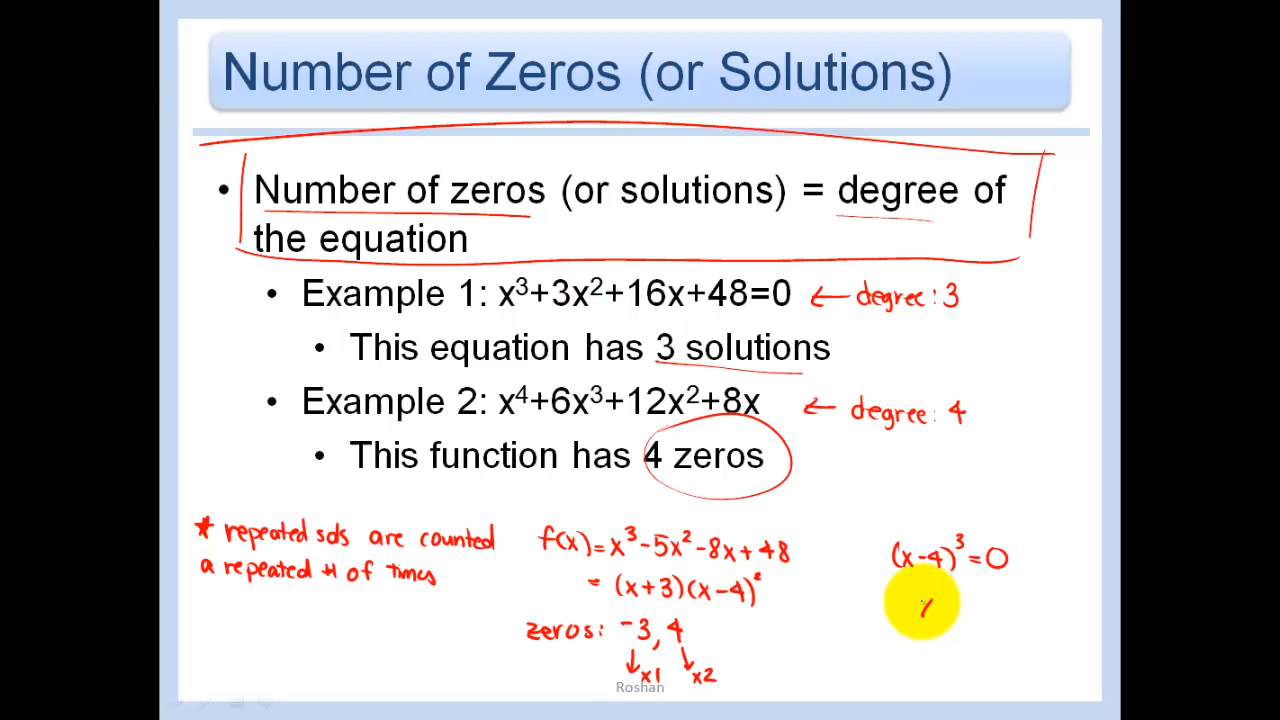 Number of Zeros (or Solutions)
• Number of zeros (or solutions) = degree of
the equation
• Example 1: x³+3x²+16x+48=0 ← degree: 3
• This equation has 3 solutions
• Example 2: x⁴+6x³+12x²+8x ← degree: 4
• This function has 4 zeros
* repeated sols are counted
a repeated # of times
f(x)=x³-5x²-8x+48
= (x+3)(x-4)²
zeros: -3, 4
x1 x2
(x-4)³=0
Roshan